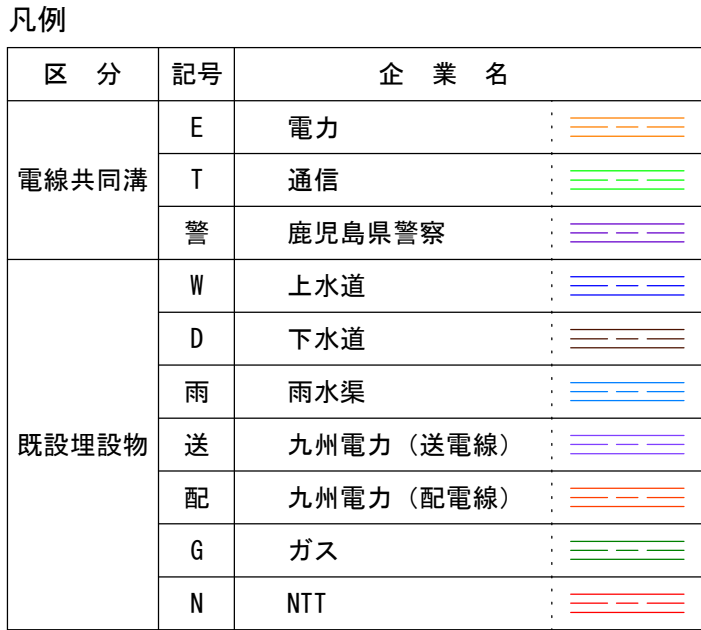 凡例
区 分 記号 企 業 名
電線共同溝
E 電力
T 通信
警 鹿児島県警察
既設埋設物
W 上水道
D 下水道
雨 雨水渠
送 九州電力（送電線）
配 九州電力（配電線）
G ガス
N NTT